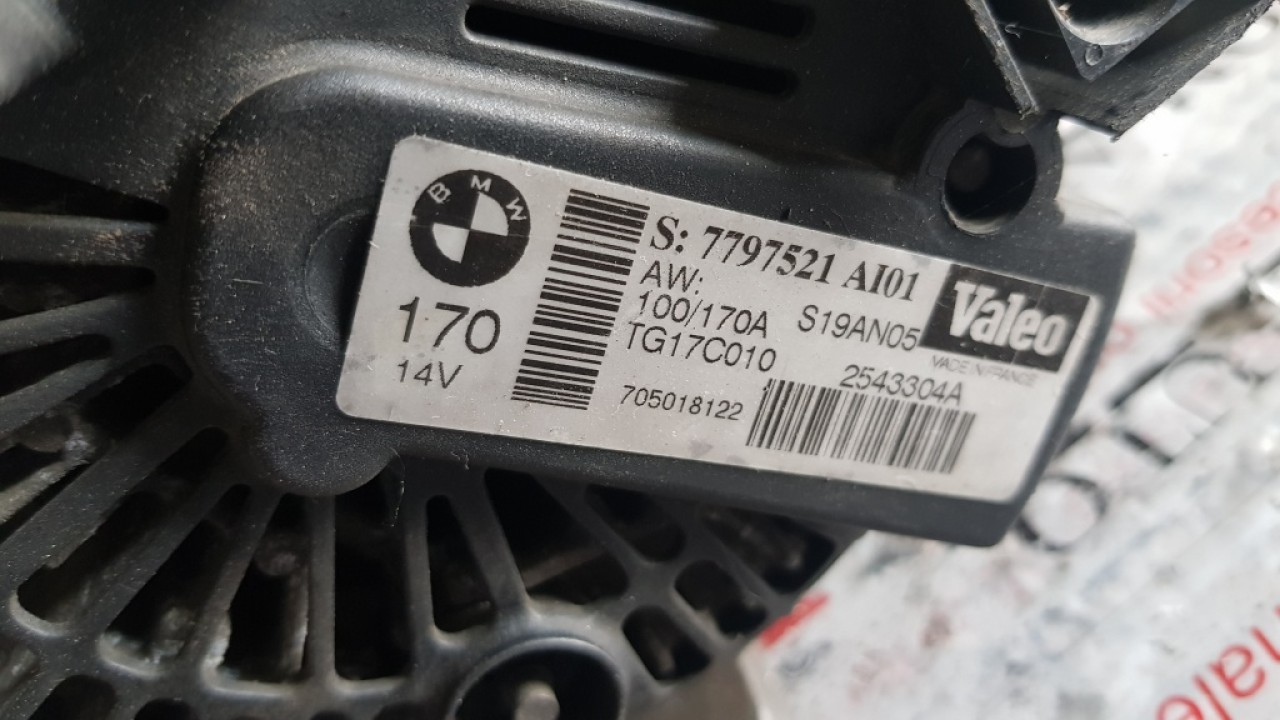 BMW
170
14V
S: 7797521 AI01
AW:
100/170A S19AN05
TG17C010
705018122
2543304A
Valeo
MADE IN FRANCE